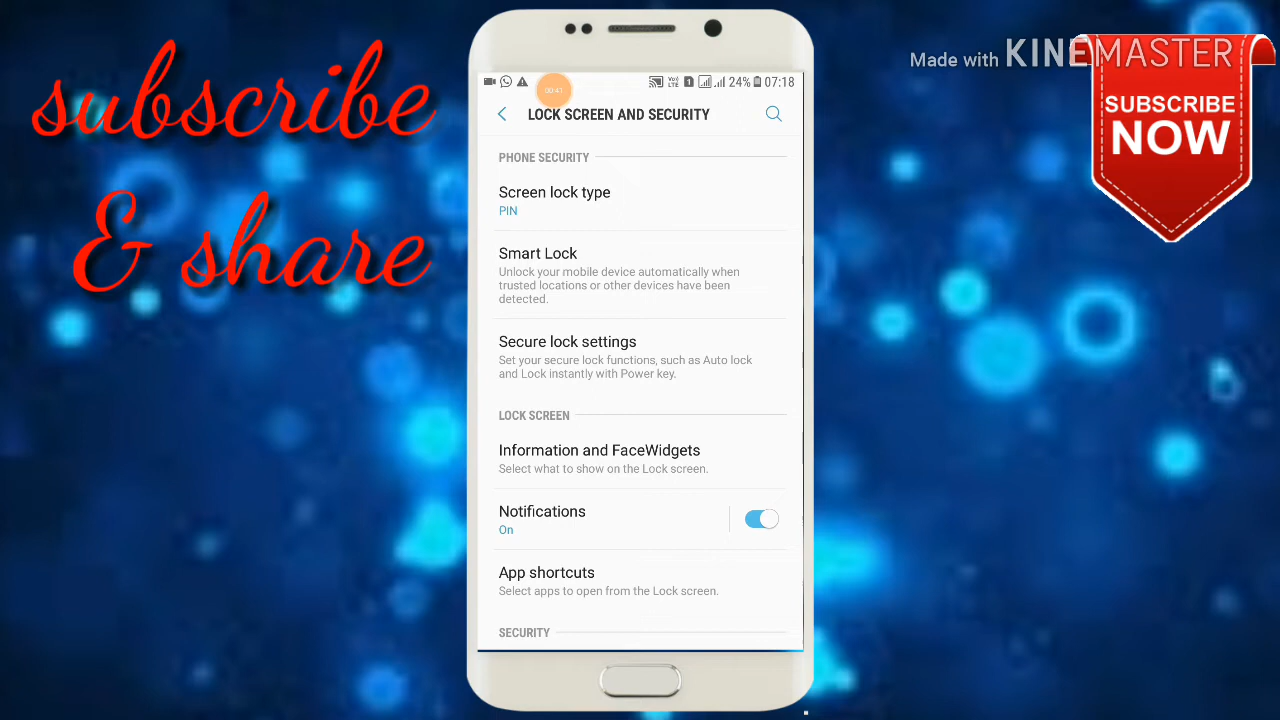 subscribe
& share
Made with KINEMASTER
SUBSCRIBE
NOW
00:41
VoLTE 1 24% 07:18
LOCK SCREEN AND SECURITY
PHONE SECURITY
Screen lock type
PIN
Smart Lock
Unlock your mobile device automatically when
trusted locations or other devices have been
detected.
Secure lock settings
Set your secure lock functions, such as Auto lock
and Lock instantly with Power key.
LOCK SCREEN
Information and FaceWidgets
Select what to show on the Lock screen.
Notifications
On
App shortcuts
Select apps to open from the Lock screen.
SECURITY